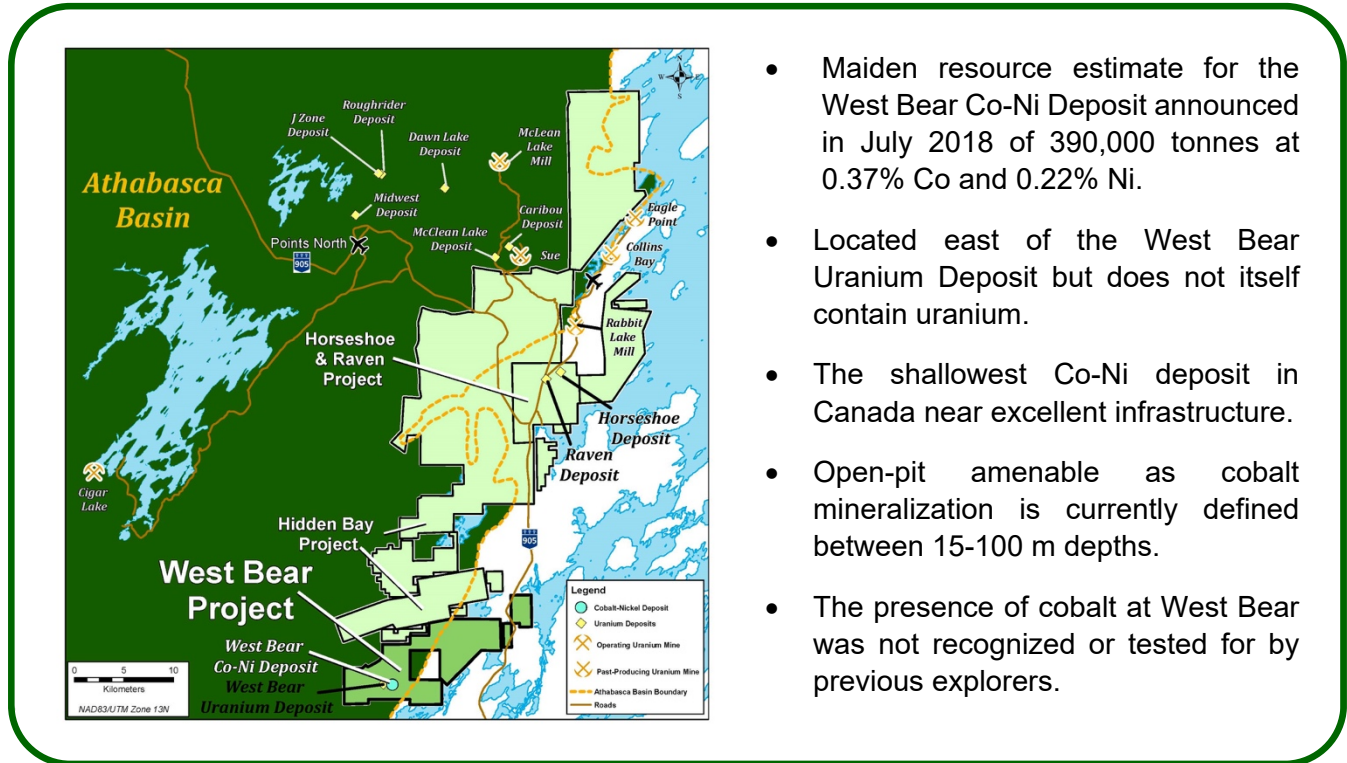 N
W E
S
Roughrider
Deposit
J Zone
Deposit
Dawn Lake
Deposit
McLean
Lake
Mill
Athabasca
Basin
Midwest
Deposit
Caribou
Deposit
Eagle
Point
Points North
McClean Lake
Deposit
Sue
Collins
Bay
905
Rabbit
Lake
Mill
Horseshoe
& Raven
Project
Horseshoe
Deposit
Raven
Deposit
Cigar
Lake
Hidden Bay
Project
905
West Bear
Project
West Bear
Co-Ni Deposit
West Bear
Uranium Deposit
Legend
Cobalt-Nickel Deposit
Uranium Deposits
Operating Uranium Mine
Past-Producing Uranium Mine
Athabasca Basin Boundary
Roads
0 5 10
Kilometers
NAD83/UTM Zone 13N
• Maiden resource estimate for the
West Bear Co-Ni Deposit announced
in July 2018 of 390,000 tonnes at
0.37% Co and 0.22% Ni.
• Located east of the West Bear
Uranium Deposit but does not itself
contain uranium.
• The shallowest Co-Ni deposit in
Canada near excellent infrastructure.
• Open-pit amenable as cobalt
mineralization is currently defined
between 15-100 m depths.
• The presence of cobalt at West Bear
was not recognized or tested for by
previous explorers.